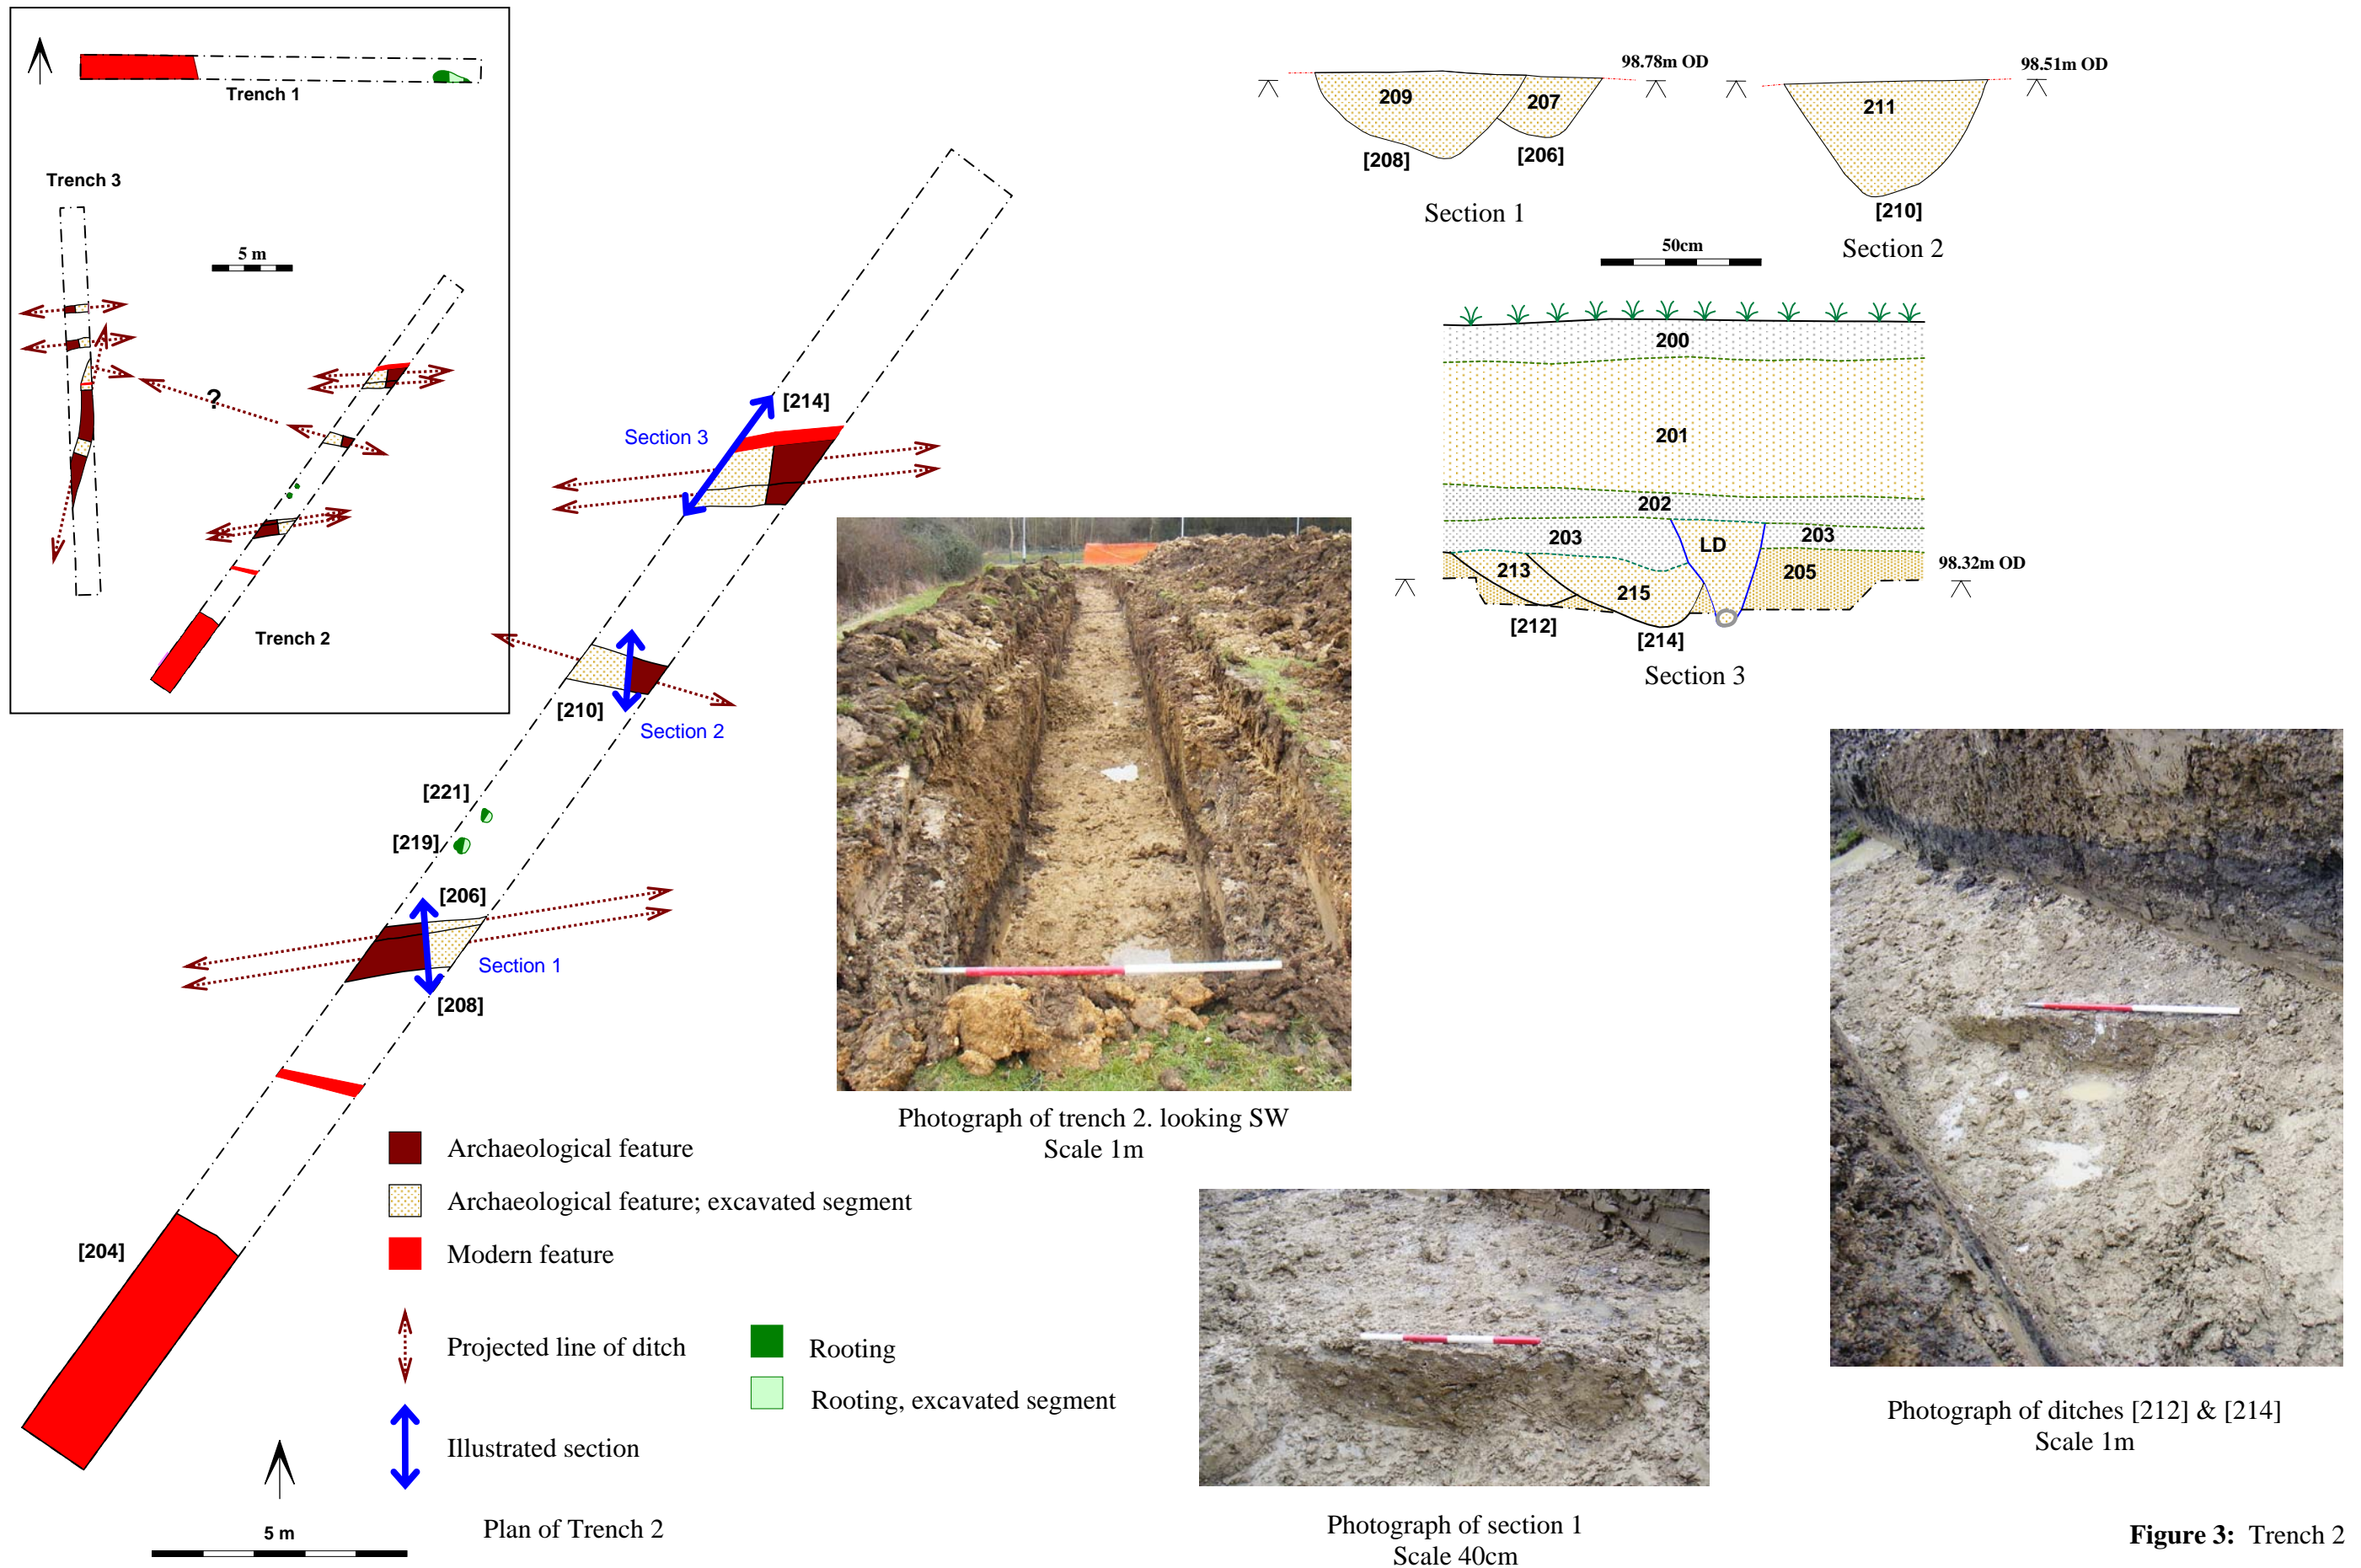 Trench 1
Trench 3
5 m
?
Trench 2
98.78m OD
209
207
[208]
[206]
Section 1
98.51m OD
211
[210]
Section 2
50cm
200
201
202
203
LD
203
213
215
205
98.32m OD
[212]
[214]
Section 3
[214]
Section 3
[210]
Section 2
[221]
[219]
[206]
Section 1
[208]
[204]
Photograph of trench 2. looking SW
Scale 1m
Archaeological feature
Archaeological feature; excavated segment
Modern feature
Projected line of ditch
Illustrated section
Rooting
Rooting, excavated segment
5 m
Plan of Trench 2
Photograph of section 1
Scale 40cm
Photograph of ditches [212] & [214]
Scale 1m
Figure 3: Trench 2